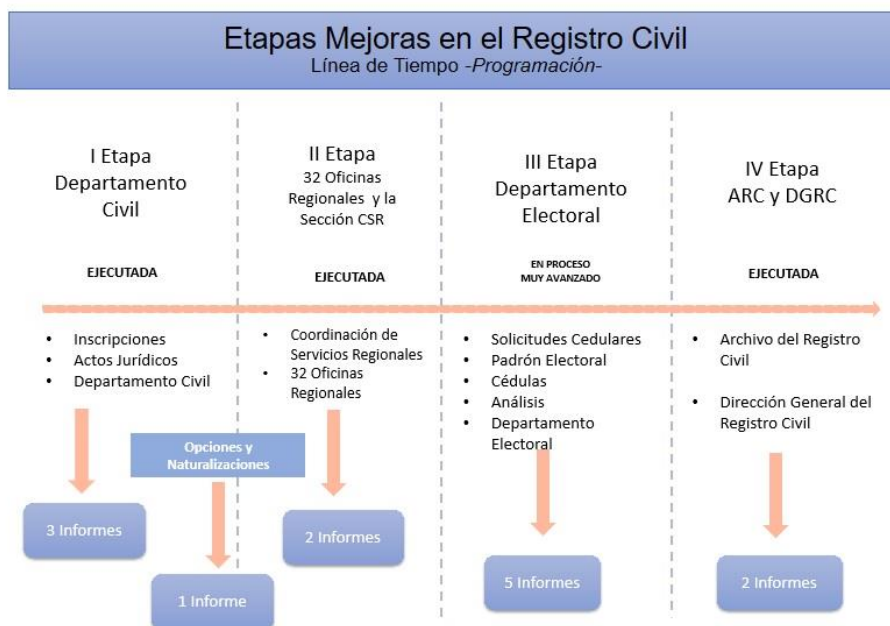 Etapas Mejoras en el Registro Civil
Línea de Tiempo -Programación-
I Etapa
Departamento
Civil
EJECUTADA
II Etapa
32 Oficinas
Regionales y la
Sección CSR
EJECUTADA
III Etapa
Departamento
Electoral
EN PROCESO
MUY AVANZADO
IV Etapa
ARC y DGRC
EJECUTADA
• Inscripciones
• Actos Jurídicos
• Departamento Civil
• Coordinación de
Servicios Regionales
• 32 Oficinas
Regionales
• Solicitudes Cedulares
• Padrón Electoral
• Cédulas
• Análisis
• Departamento
Electoral
• Archivo del Registro
Civil
• Dirección General del
Registro Civil
Opciones y
Naturalizaciones
3 Informes
1 Informe
2 Informes
5 Informes
2 Informes